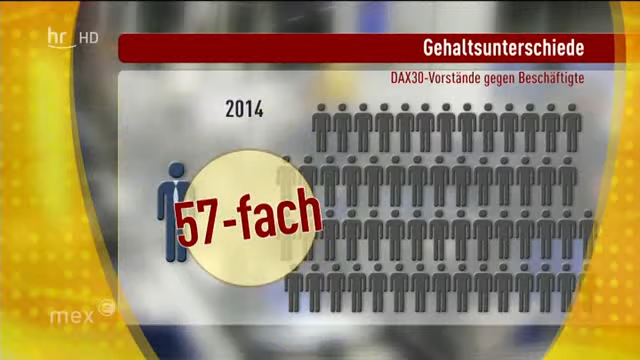 hr HD
Gehaltsunterschiede
DAX30-Vorstände gegen Beschäftigte
2014
57-fach
mex